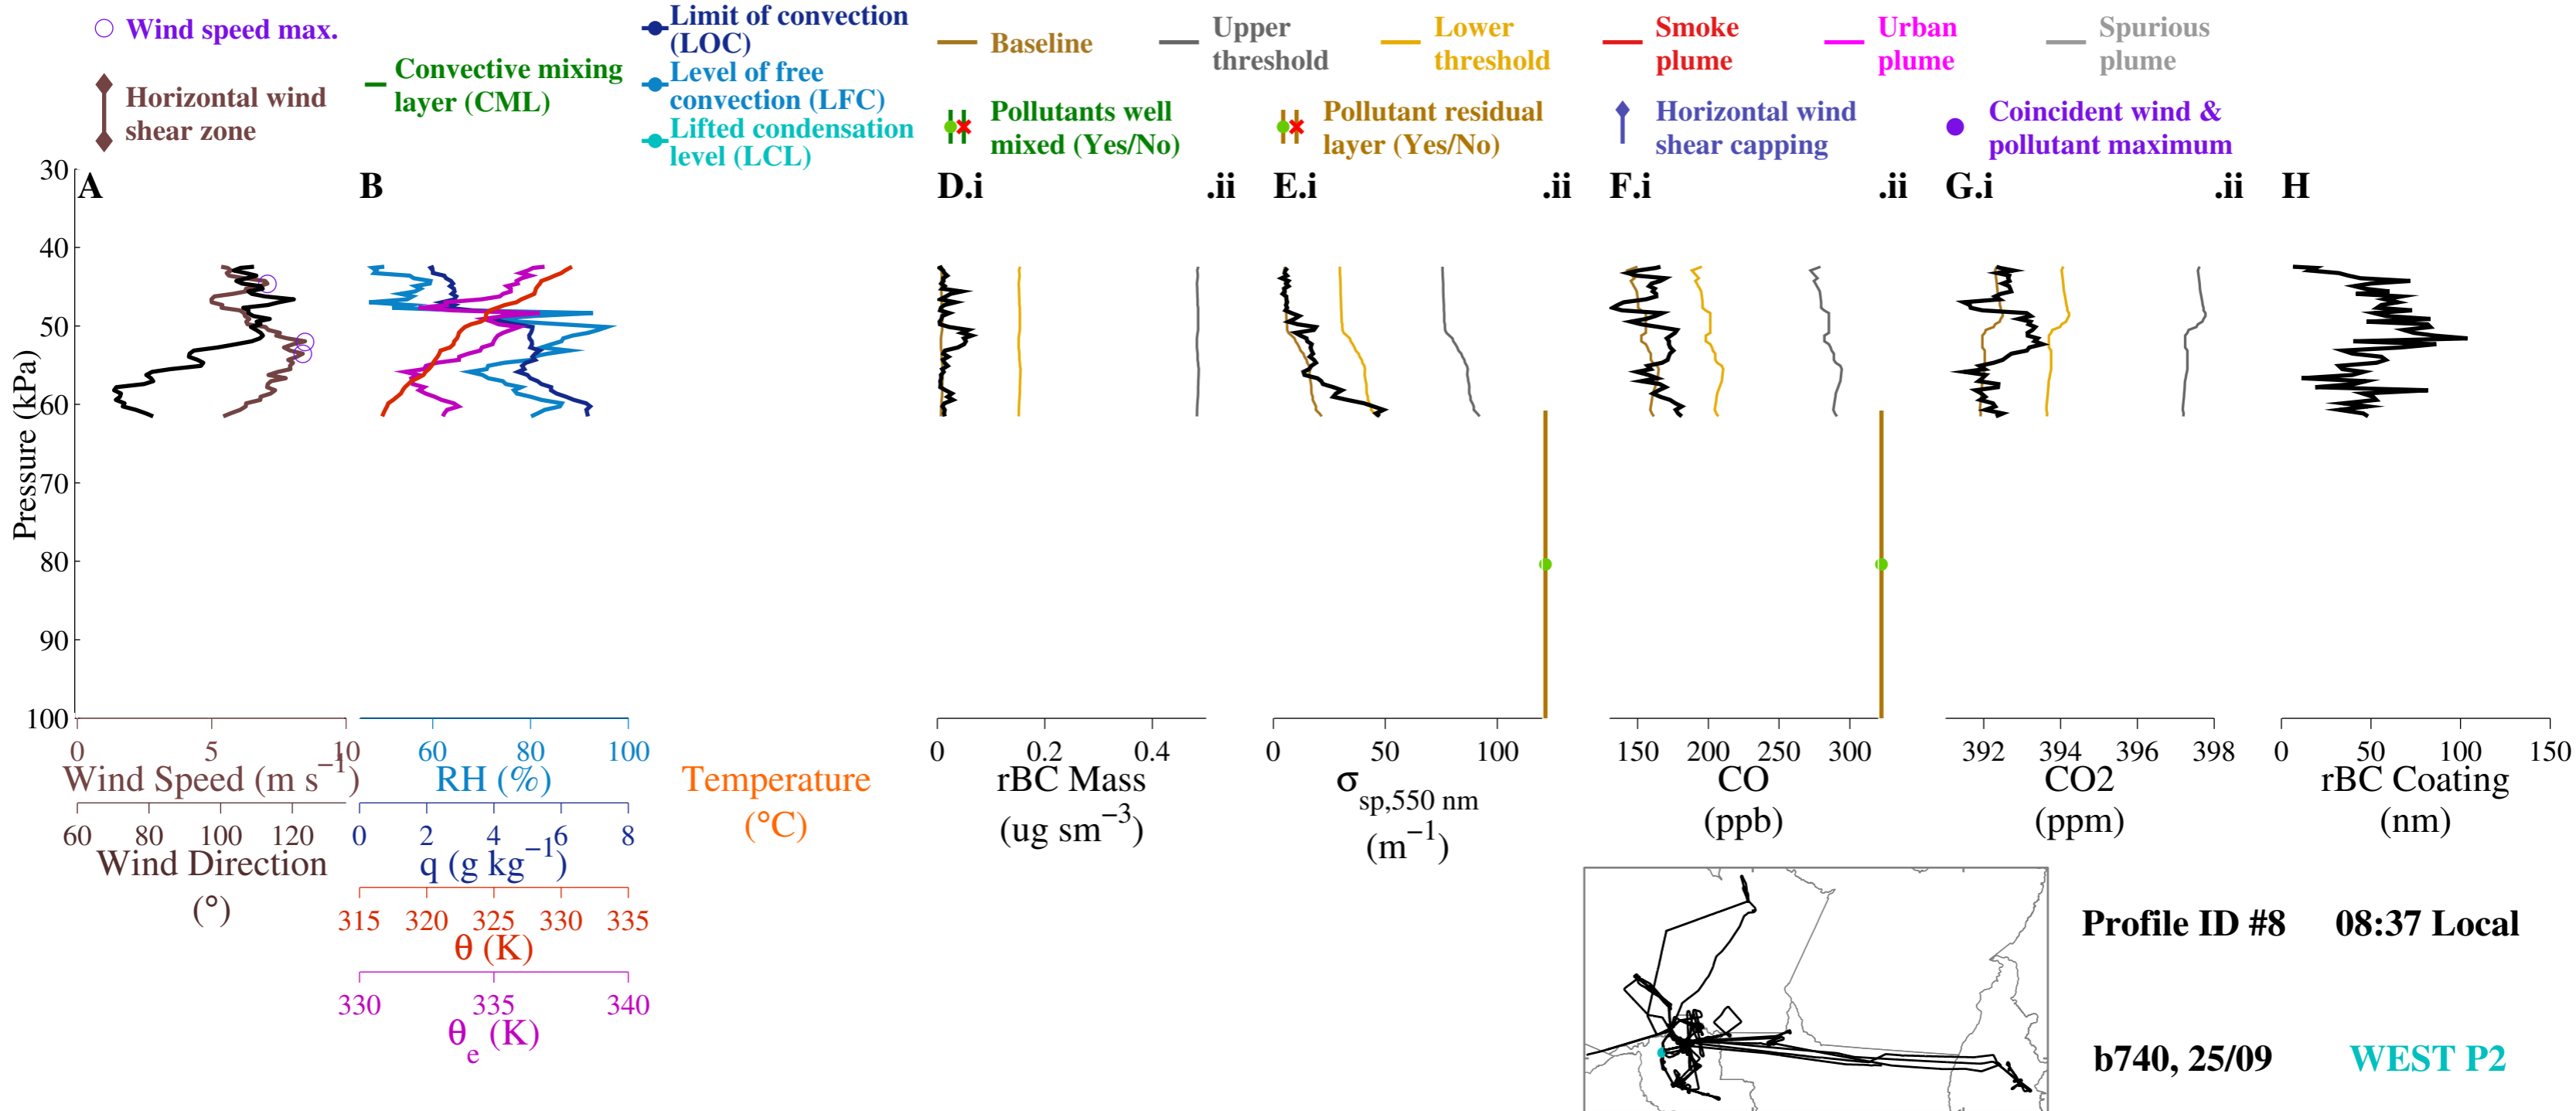 Wind speed max.
Horizontal wind
shear zone
Convective mixing
layer (CML)
Limit of convection
(LOC)
Level of free
convection (LFC)
Lifted condensation
level (LCL)
Baseline
Upper
threshold
Lower
threshold
Smoke
plume
Urban
plume
Spurious
plume
Pollutants well
mixed (Yes/No)
Pollutant residual
layer (Yes/No)
Horizontal wind
shear capping
Coincident wind &
pollutant maximum
A
B
D.i
.ii
E.i
.ii
F.i
.ii
G.i
.ii
H
30
40
50
60
70
80
90
100
Pressure (kPa)
0 5 10
Wind Speed (m s−1)
60 80 100 120
Wind Direction
(°)
60 80 100
RH (%)
0 2 4 6 8
q (g kg−1)
315 320 325 330 335
θ (K)
330 335 340
θe (K)
Temperature
(°C)
0 0.2 0.4
rBC Mass
(ug sm−3)
0 50 100
σsp,550 nm
(m−1)
150 200 250 300
CO
(ppb)
392 394 396 398
CO2
(ppm)
0 50 100 150
rBC Coating
(nm)
Profile ID #8
08:37 Local
b740, 25/09
WEST P2